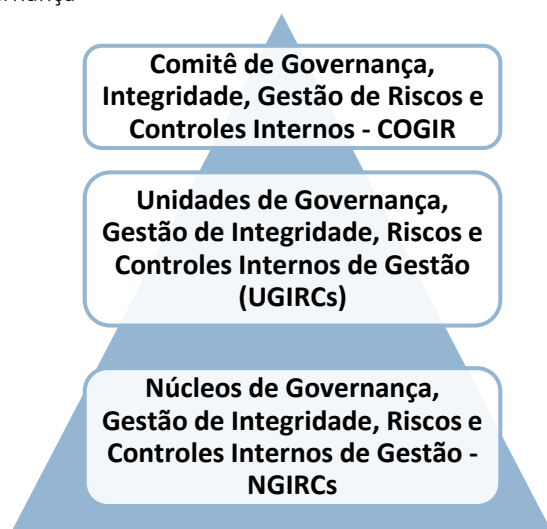 Comitê de Governança,
Integridade, Gestão de Riscos e
Controles Internos - COGIR
Unidades de Governança,
Gestão de Integridade, Riscos e
Controles Internos de Gestão
(UGIRCs)
Núcleos de Governança,
Gestão de Integridade, Riscos e
Controles Internos de Gestão -
NGIRCs